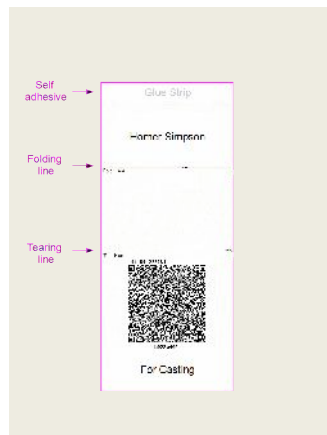 Self
adhesive
Glue Strip
Homer Simpson
Folding
line
Tearing
line
For Casting